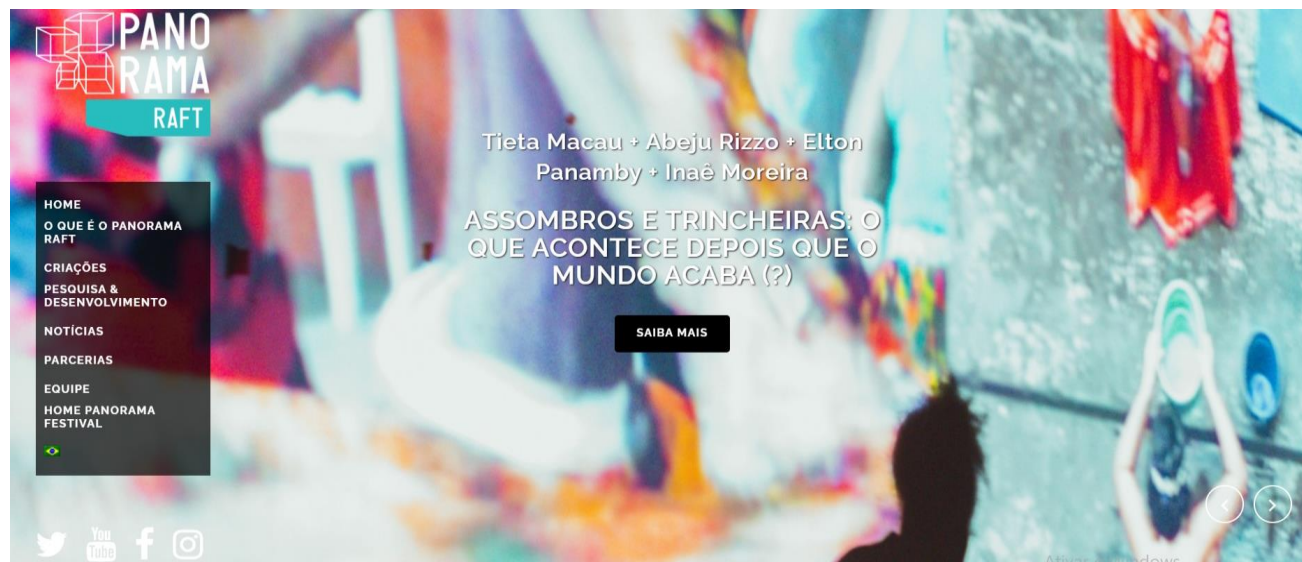 PANO
RAMA
RAFT
HOME
O QUE É O PANORAMA
RAFT
CRIAÇÕES
PESQUISA &
DESENVOLVIMENTO
NOTÍCIAS
PARCERIAS
EQUIPE
HOME PANORAMA
FESTIVAL
You
Tube
Tieta Macau + Abeju Rizzo + Elton
Panamby + Inaê Moreira
ASSOMBROS E TRINCHEIRAS: O
QUE ACONTECE DEPOIS QUE O
MUNDO ACABA (?)
SAIBA MAIS